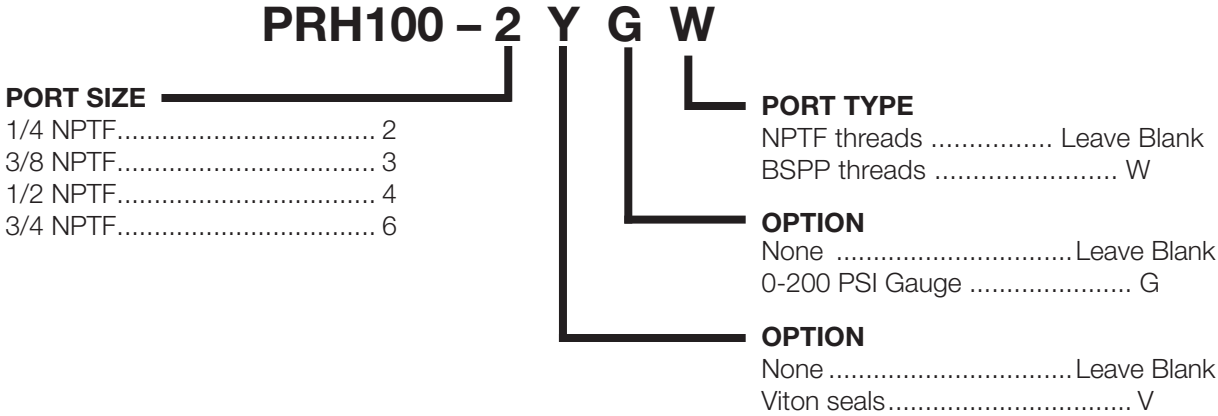 PRH100 – 2 Y G W
PORT SIZE
1/4 NPTF................................... 2
3/8 NPTF................................... 3
1/2 NPTF................................... 4
3/4 NPTF................................... 6
PORT TYPE
NPTF threads ................ Leave Blank
BSPP threads ........................ W
OPTION
None ................................Leave Blank
0-200 PSI Gauge ...................... G
OPTION
None .................................Leave Blank
Viton seals................................. V